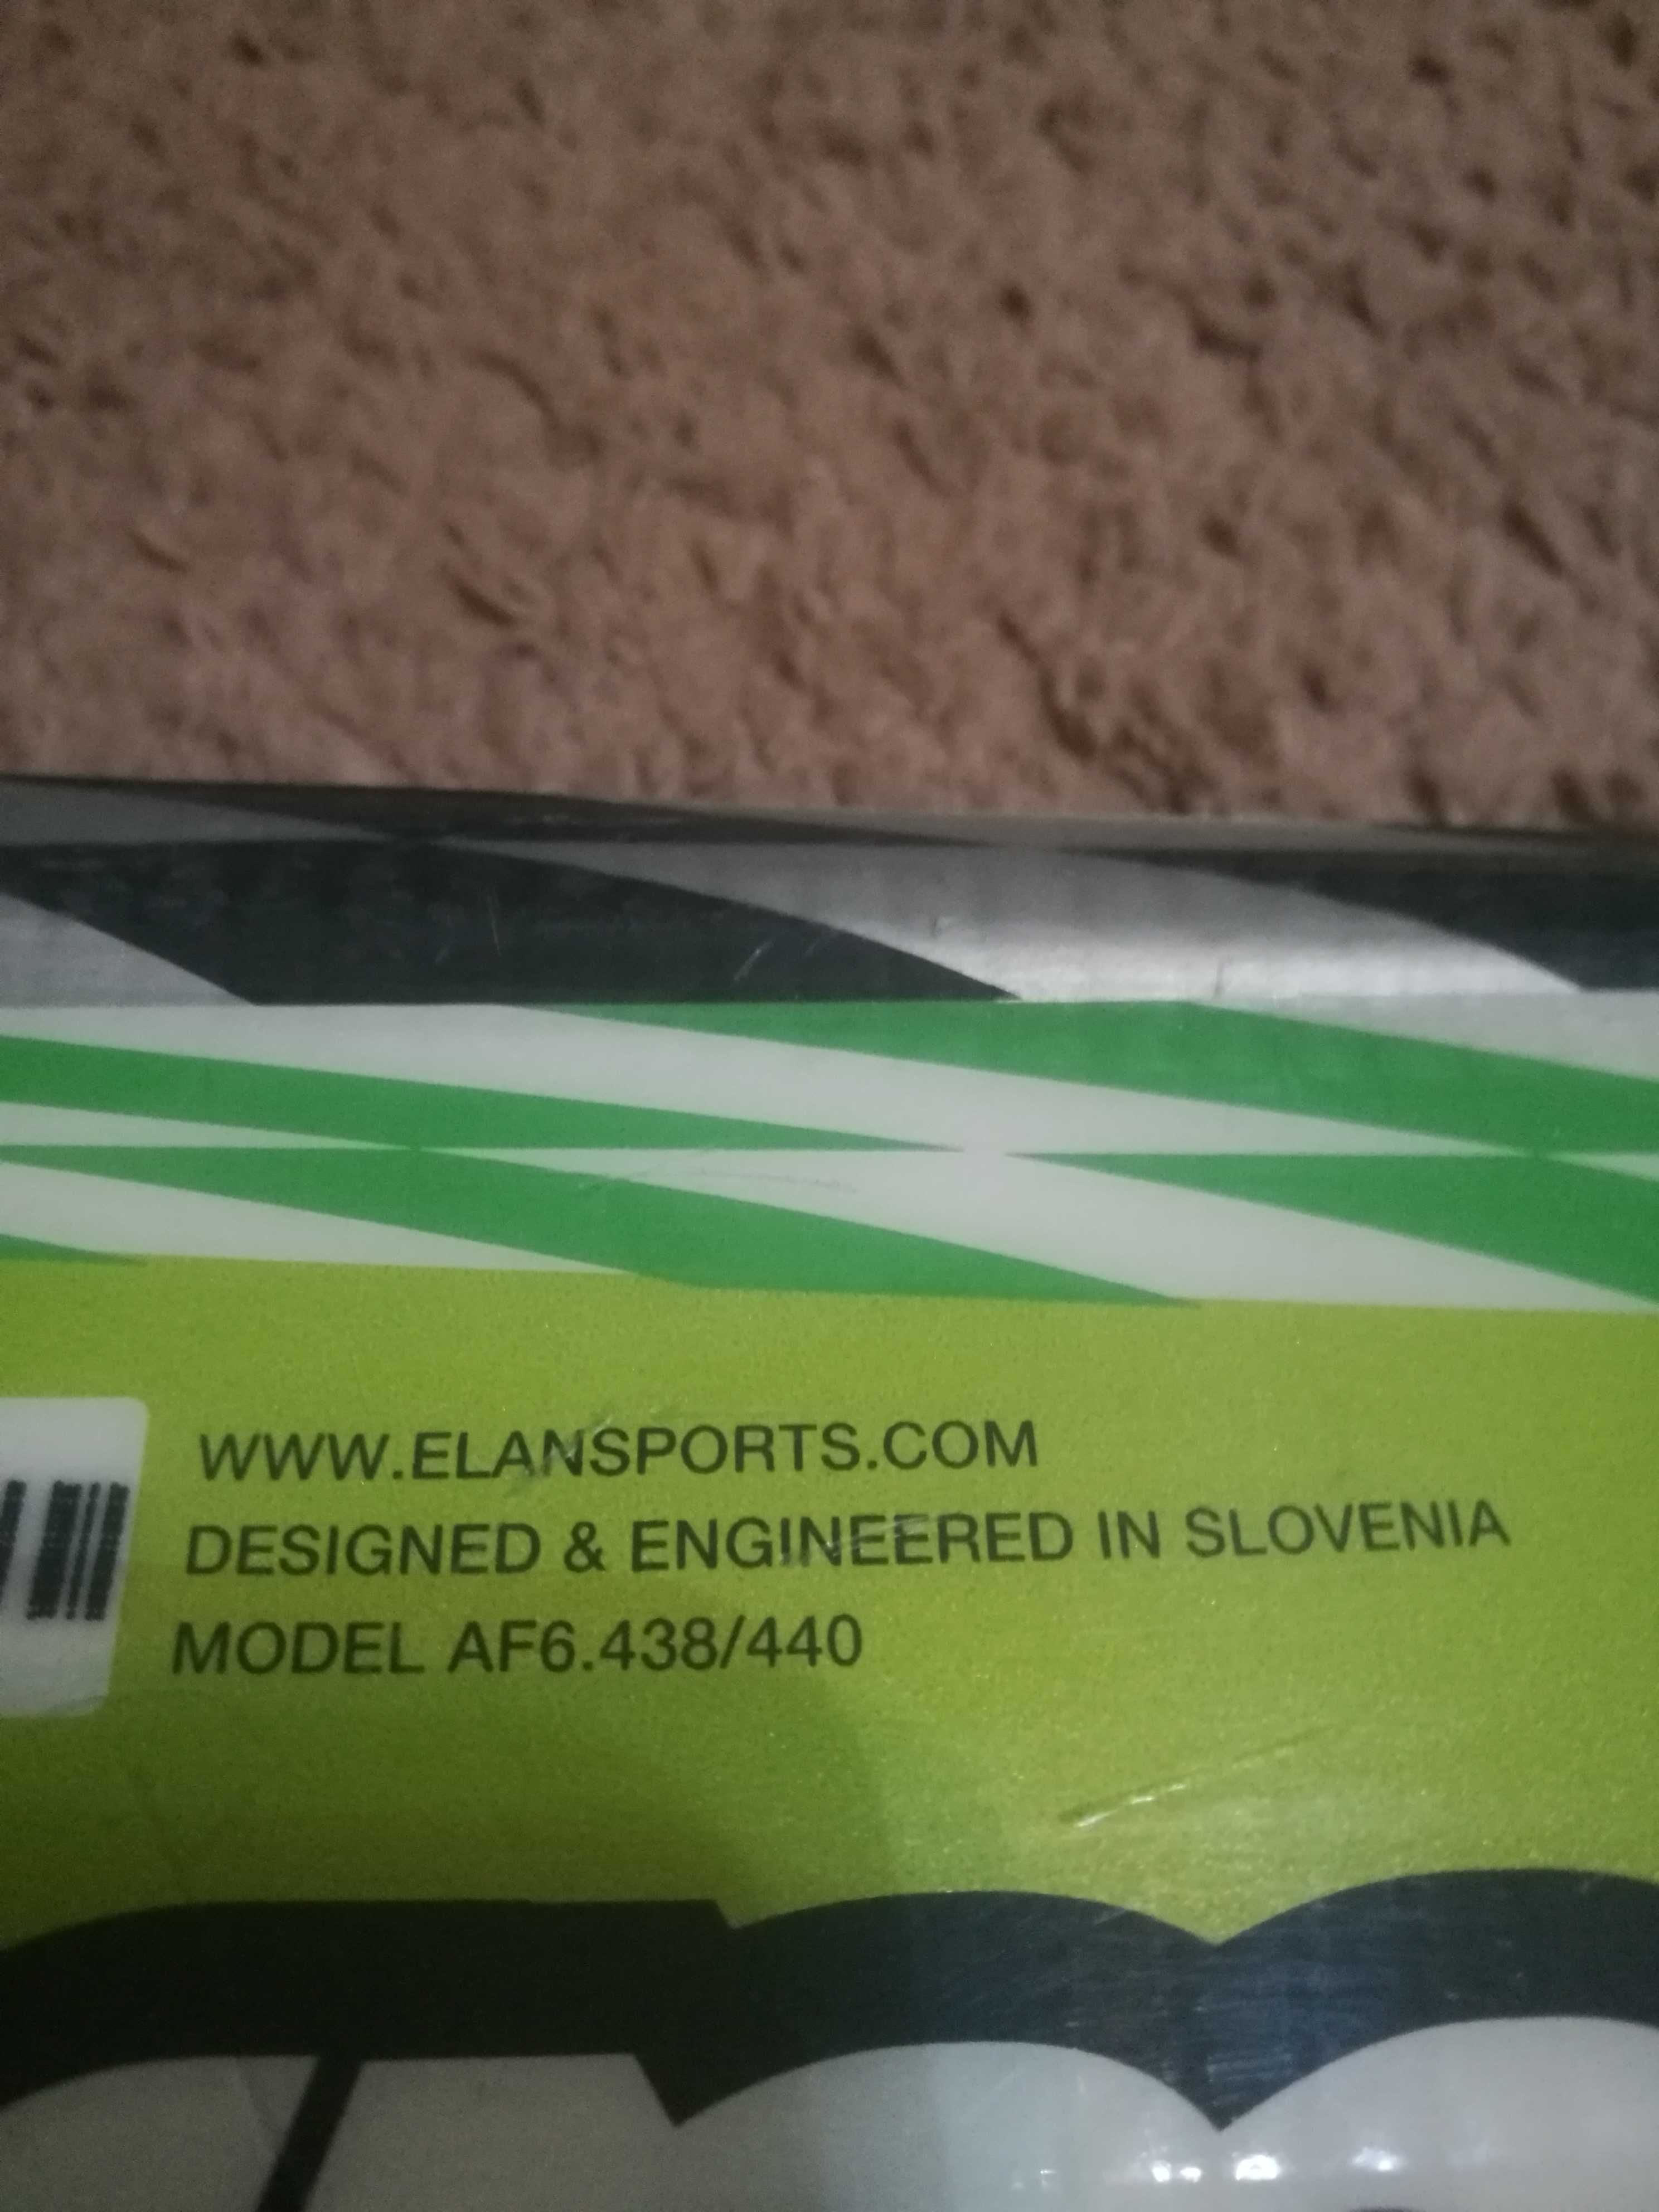 WWW.ELANSPORTS.COM
DESIGNED & ENGINEERED IN SLOVENIA
MODEL AF6.438/440